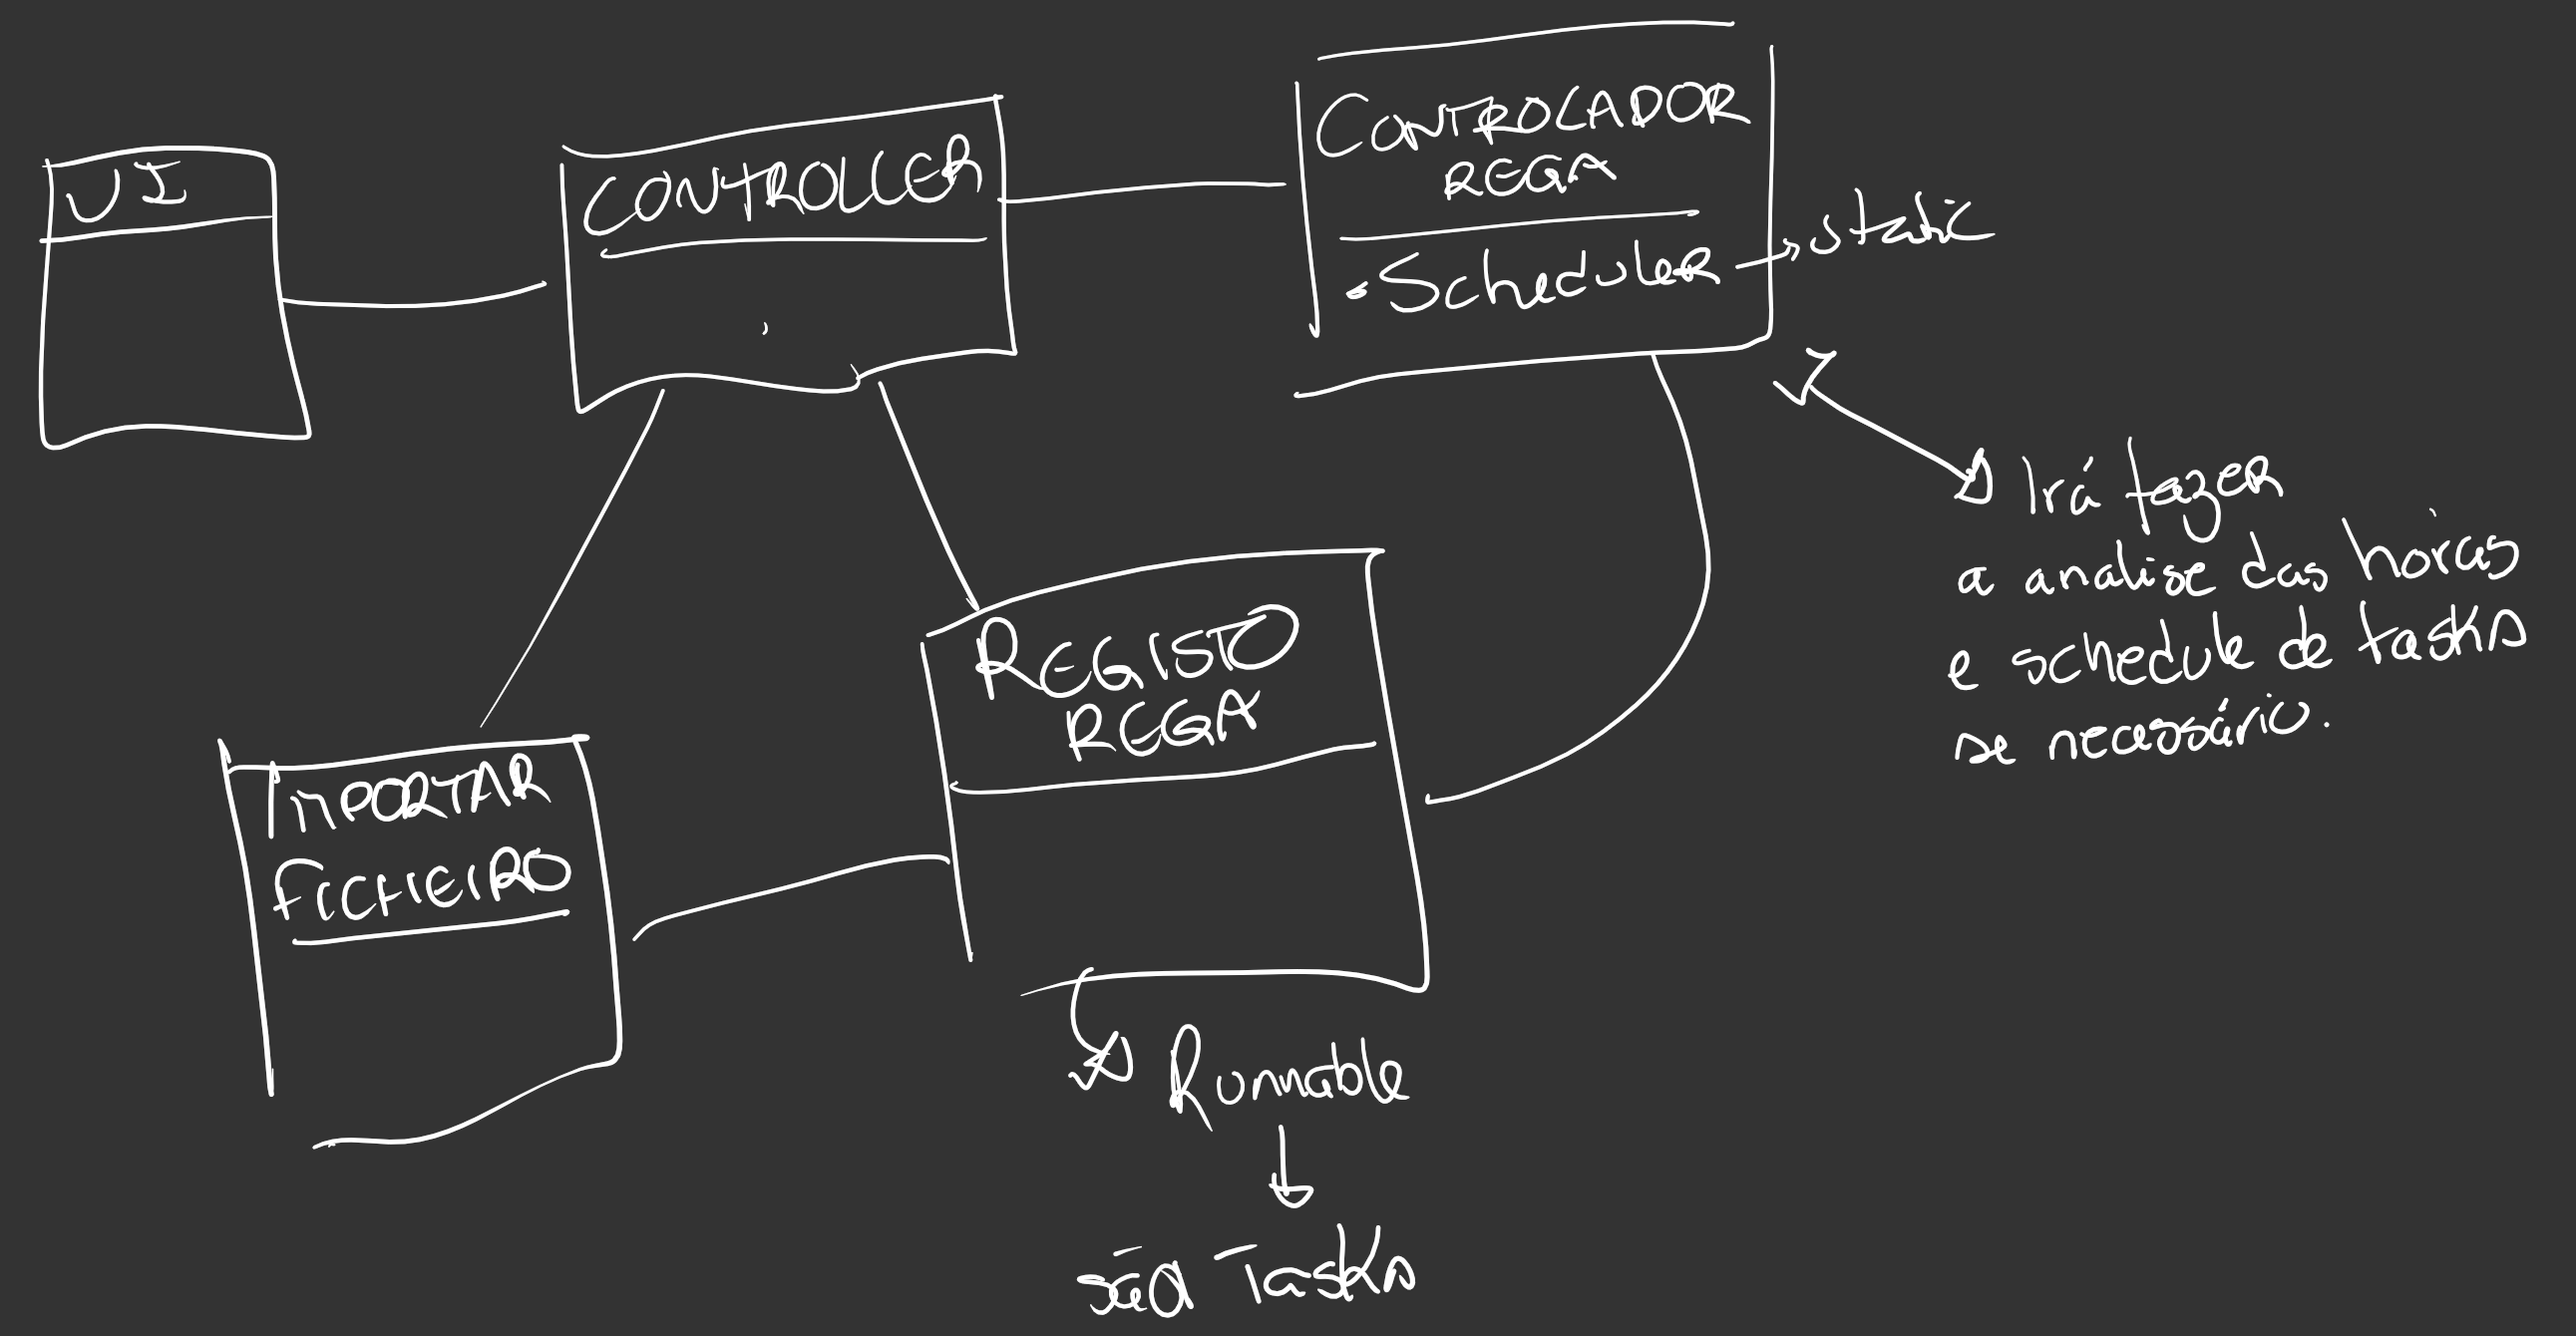 UI
CONTROLLER
CONTROLADOR
REGA
• Scheduler → static
Irá fazer
a analise das horas
e schedule de tasks
se necessário.
REGISTO
REGA
IMPORTAR
FICHEIRO
Runnable
são Tasks